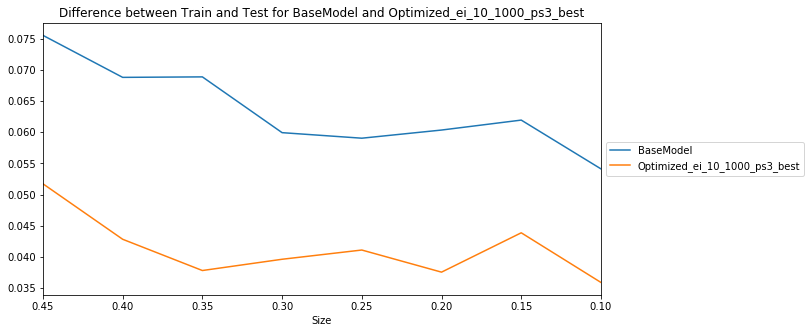 Difference between Train and Test for BaseModel and Optimized_ei_10_1000_ps3_best
0.075
0.070
0.065
0.060
0.055
0.050
0.045
0.040
0.035
0.45 0.40 0.35 0.30 0.25 0.20 0.15 0.10
Size
BaseModel
Optimized_ei_10_1000_ps3_best